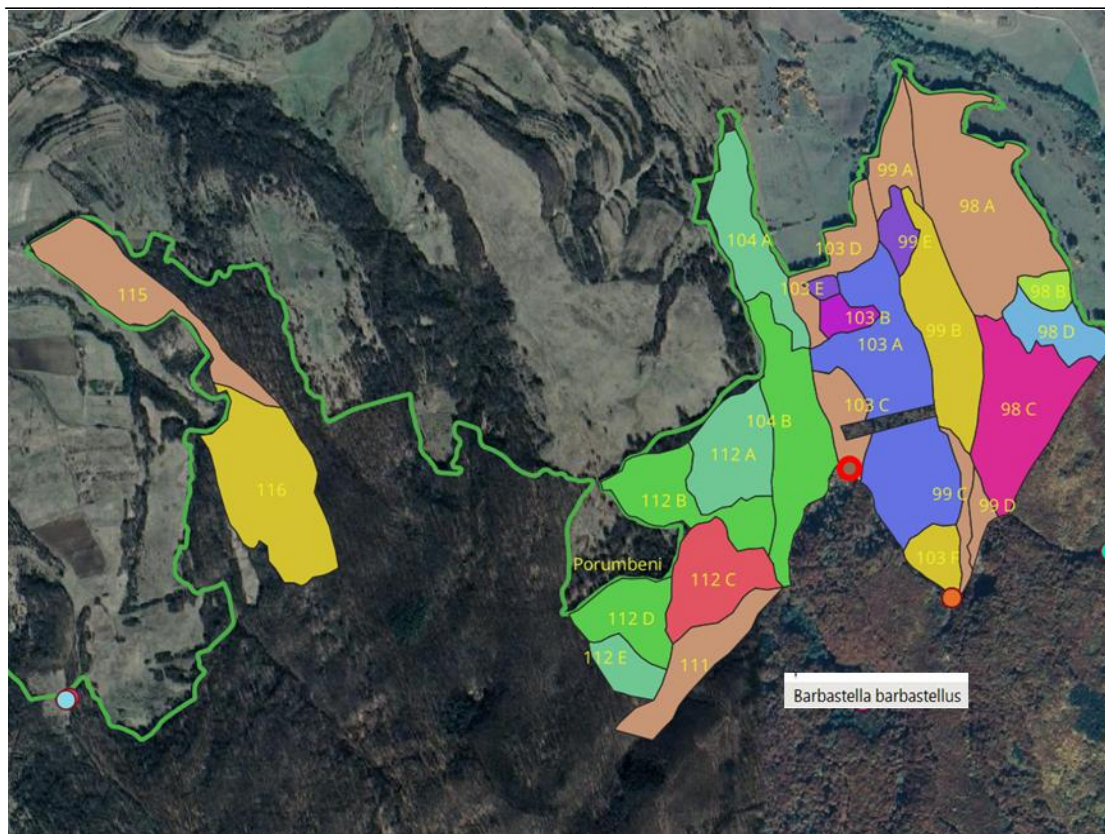 99 A
98 A
104 A
103 D
99 E
115
103 E
98 B
103 B
99 B
98 D
103 A
103 C
98 C
104 B
112 A
116
112 B
99 C
99 D
103 F
Porumbeni
112 C
112 D
112 E
111
Barbastella barbastellus